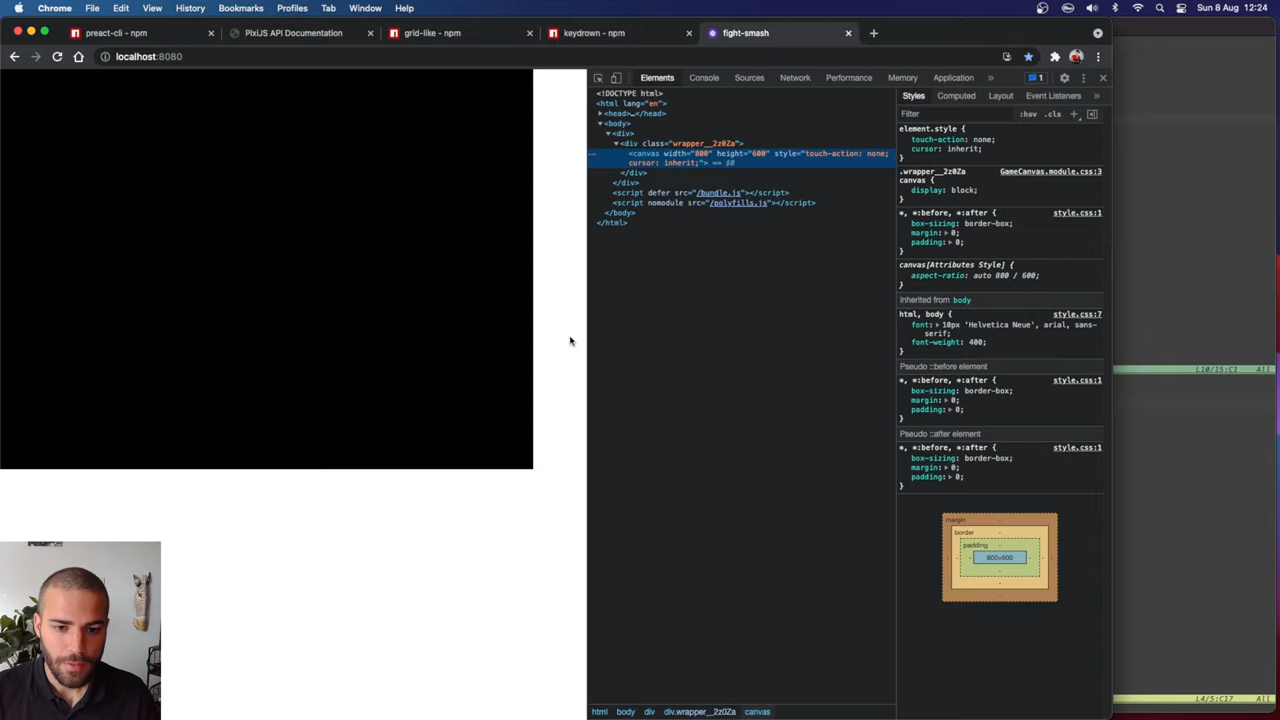 Chrome File Edit View History Bookmarks Profiles Tab Window Help Sun 8 Aug 12:24
preact-cli - npm PixiJS API Documentation grid-like - npm keydrown - npm fight-smash
localhost:8080
Elements Console Sources Network Performance Memory Application » 1
<!DOCTYPE html>
<html lang="en">
<head>…</head>
<body>
<div>
<div class="wrapper__2z0Za">
<canvas width="800" height="600" style="touch-action: none;
cursor: inherit;"> == $0
</div>
</div>
<script defer src="/bundle.js"></script>
<script nomodule src="/polyfills.js"></script>
</body>
</html>
html body div div.wrapper__2z0Za canvas
Styles Computed Layout Event Listeners »
Filter :hov .cls +
element.style {
touch-action: none;
cursor: inherit;
}
.wrapper__2z0Za GameCanvas.module.css:3
canvas {
display: block;
}
*, *:before, *:after { style.css:1
box-sizing: border-box;
margin: 0;
padding: 0;
}
canvas[Attributes Style] {
aspect-ratio: auto 800 / 600;
}
Inherited from body
html, body { style.css:7
font: 10px 'Helvetica Neue', arial, sans-
serif;
font-weight: 400;
}
Pseudo ::before element
*, *:before, *:after { style.css:1
box-sizing: border-box;
margin: 0;
padding: 0;
}
Pseudo ::after element
*, *:before, *:after { style.css:1
box-sizing: border-box;
margin: 0;
padding: 0;
}
margin -
border -
padding -
- - - 800×600 - - -
-
-
-
L10/15:C1 All
L4/5:C17 All